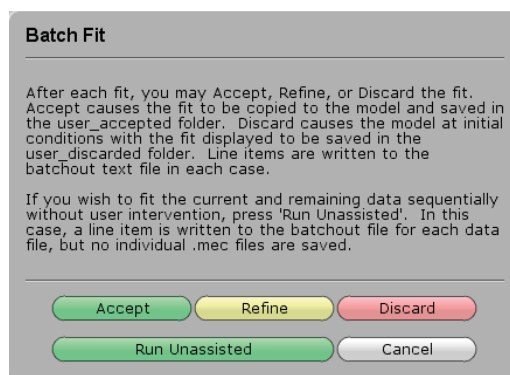 Batch Fit
After each fit, you may Accept, Refine, or Discard the fit.
Accept causes the fit to be copied to the model and saved in
the user_accepted folder.  Discard causes the model at initial
conditions with the fit displayed to be saved in the
user_discarded folder.  Line items are written to the
batchout text file in each case.
If you wish to fit the current and remaining data sequentially
without user intervention, press 'Run Unassisted'.  In this
case, a line item is written to the batchout file for each data
file, but no individual .mec files are saved.
Accept Refine Discard
Run Unassisted Cancel